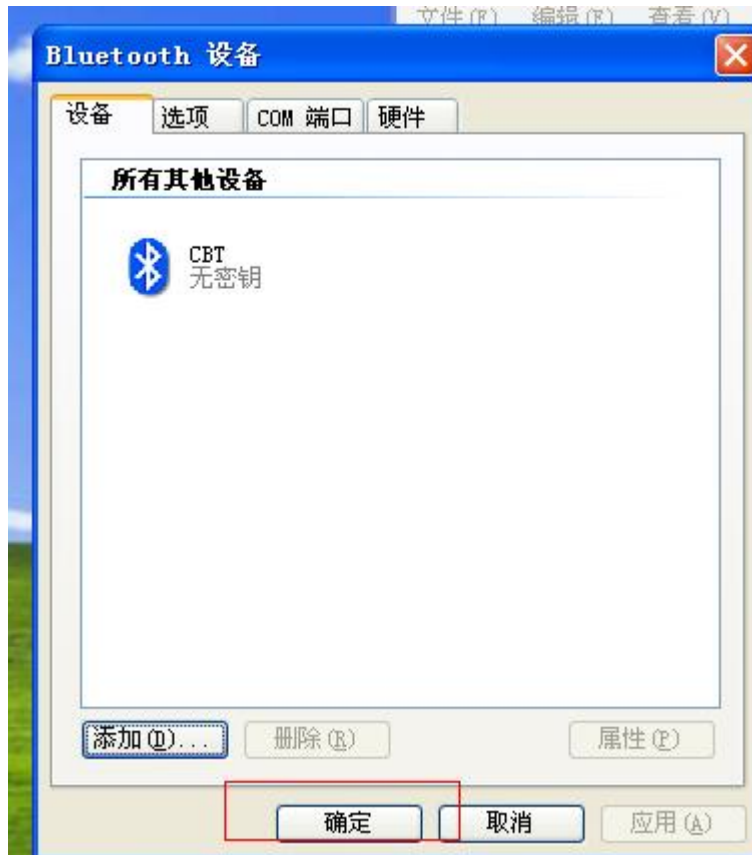 文件(F) 编辑(E) 查看(V)
Bluetooth 设备
设备 选项 COM 端口 硬件
所有其他设备
CBT
无密钥
添加(D)... 删除(R) 属性(P)
确定 取消 应用(A)